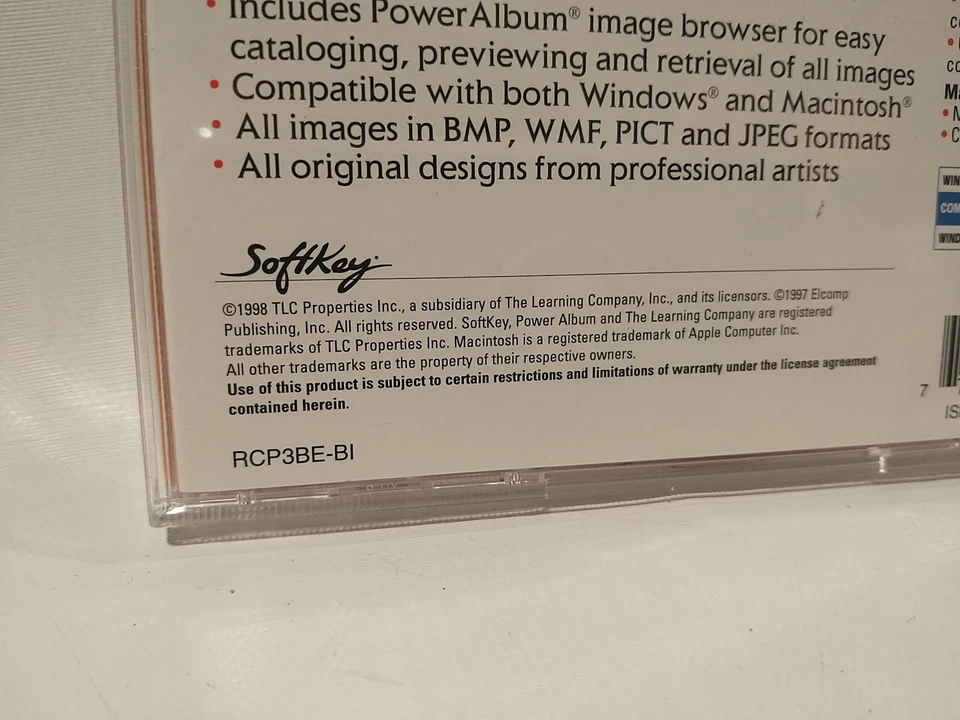 • Includes PowerAlbum® image browser for easy
cataloging, previewing and retrieval of all images
• Compatible with both Windows® and Macintosh®
• All images in BMP, WMF, PICT and JPEG formats
• All original designs from professional artists
SoftKey
©1998 TLC Properties Inc., a subsidiary of The Learning Company, Inc., and its licensors. ©1997 Elcomp
Publishing, Inc. All rights reserved. SoftKey, Power Album and The Learning Company are registered
trademarks of TLC Properties Inc. Macintosh is a registered trademark of Apple Computer Inc.
All other trademarks are the property of their respective owners.
Use of this product is subject to certain restrictions and limitations of warranty under the license agreement
contained herein.
RCP3BE-BI
WIN
COM
WIND
7
IS